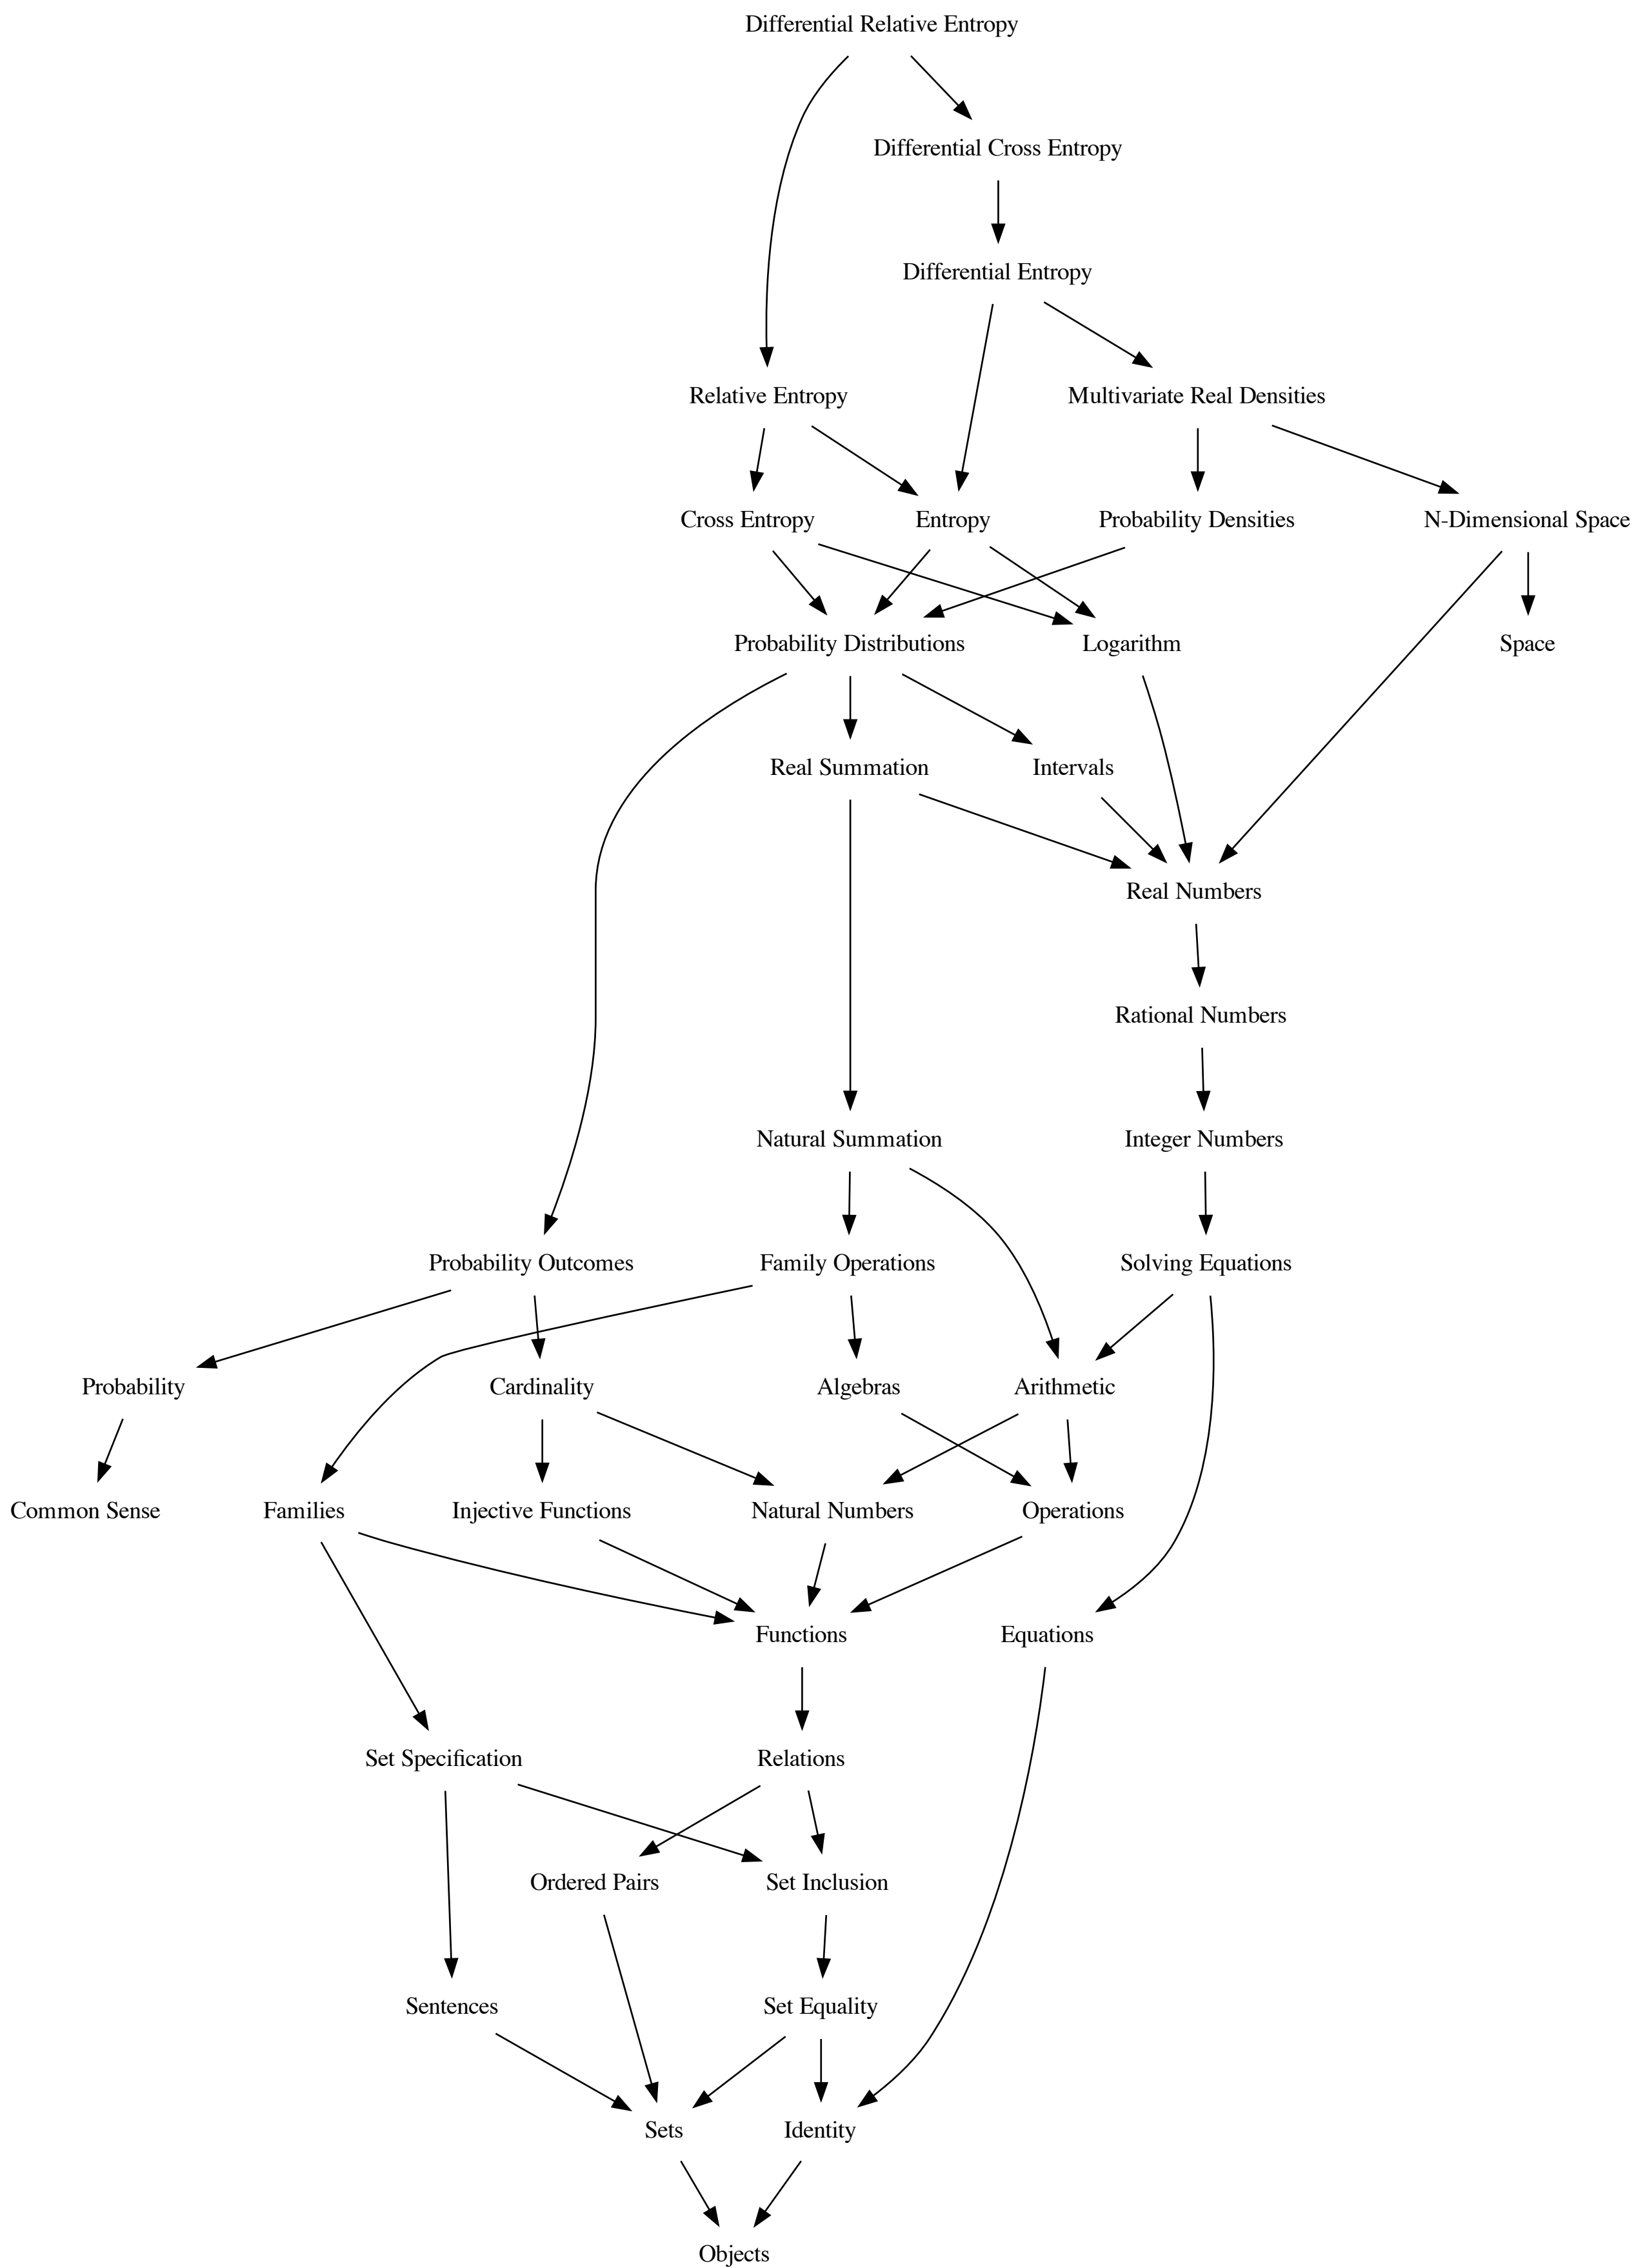 Differential Relative Entropy
Differential Cross Entropy
Differential Entropy
Relative Entropy
Multivariate Real Densities
Cross Entropy
Entropy
Probability Densities
N-Dimensional Space
Probability Distributions
Logarithm
Space
Real Summation
Intervals
Real Numbers
Rational Numbers
Natural Summation
Integer Numbers
Probability Outcomes
Family Operations
Solving Equations
Probability
Cardinality
Algebras
Arithmetic
Common Sense
Families
Injective Functions
Natural Numbers
Operations
Functions
Equations
Set Specification
Relations
Ordered Pairs
Set Inclusion
Sentences
Set Equality
Sets
Identity
Objects